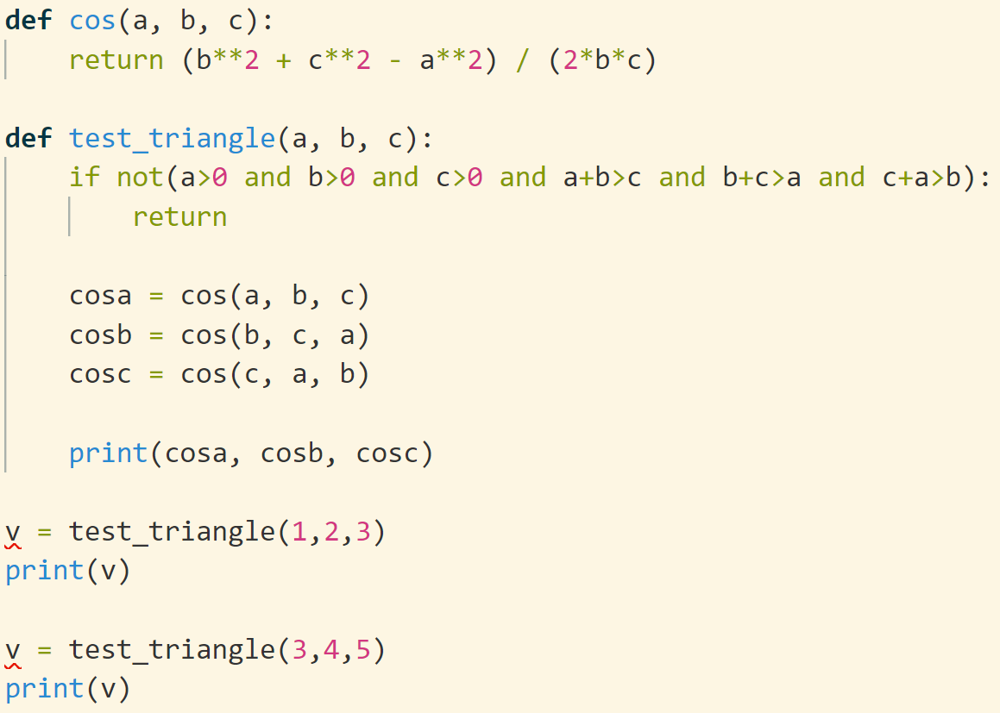 def cos(a, b, c):
    return (b**2 + c**2 - a**2) / (2*b*c)

def test_triangle(a, b, c):
    if not(a>0 and b>0 and c>0 and a+b>c and b+c>a and c+a>b):
        return

    cosa = cos(a, b, c)
    cosb = cos(b, c, a)
    cosc = cos(c, a, b)

    print(cosa, cosb, cosc)

v = test_triangle(1,2,3)
print(v)

v = test_triangle(3,4,5)
print(v)